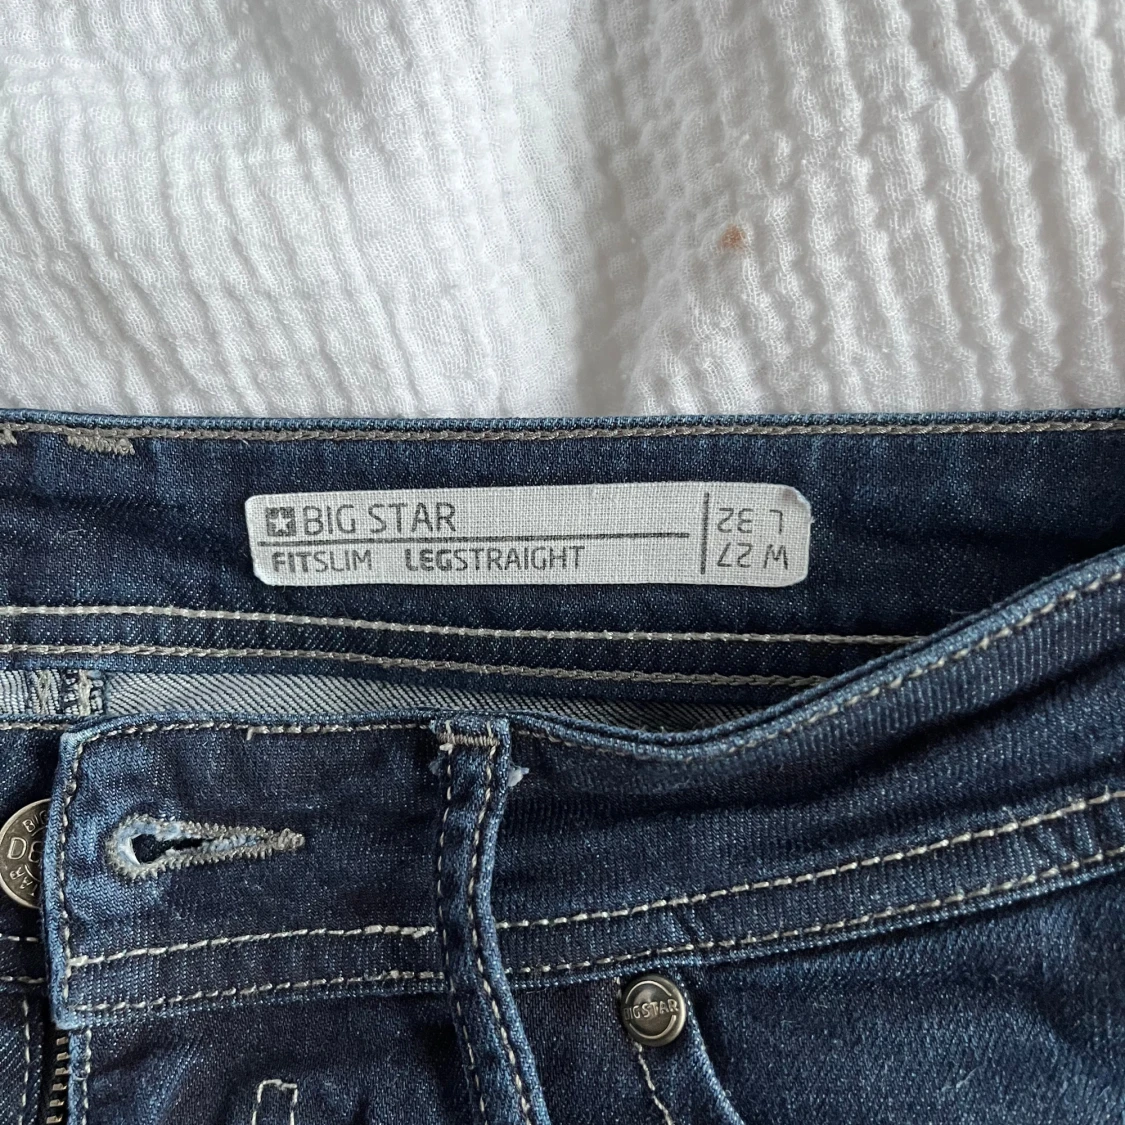 BIG STAR
FITSLIM LEGSTRAIGHT
W 27
L 32
BIGSTAR